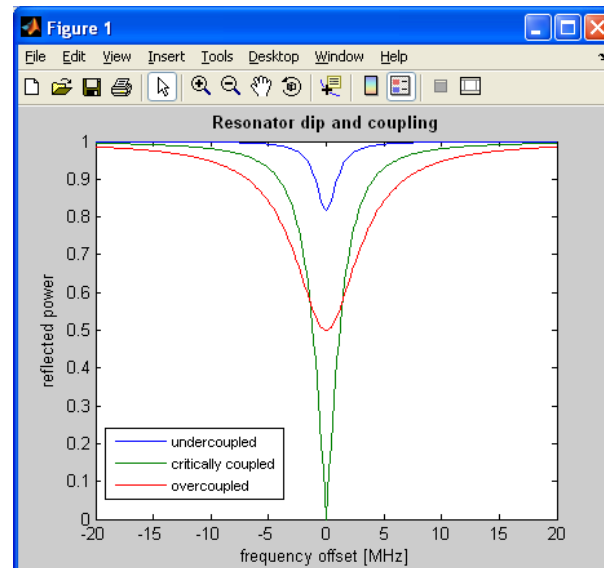 Figure 1
File Edit View Insert Tools Desktop Window Help
Resonator dip and coupling
1
0.9
0.8
0.7
0.6
0.5
0.4
0.3
0.2
0.1
0
reflected power
undercoupled
critically coupled
overcoupled
-20 -15 -10 -5 0 5 10 15 20
frequency offset [MHz]